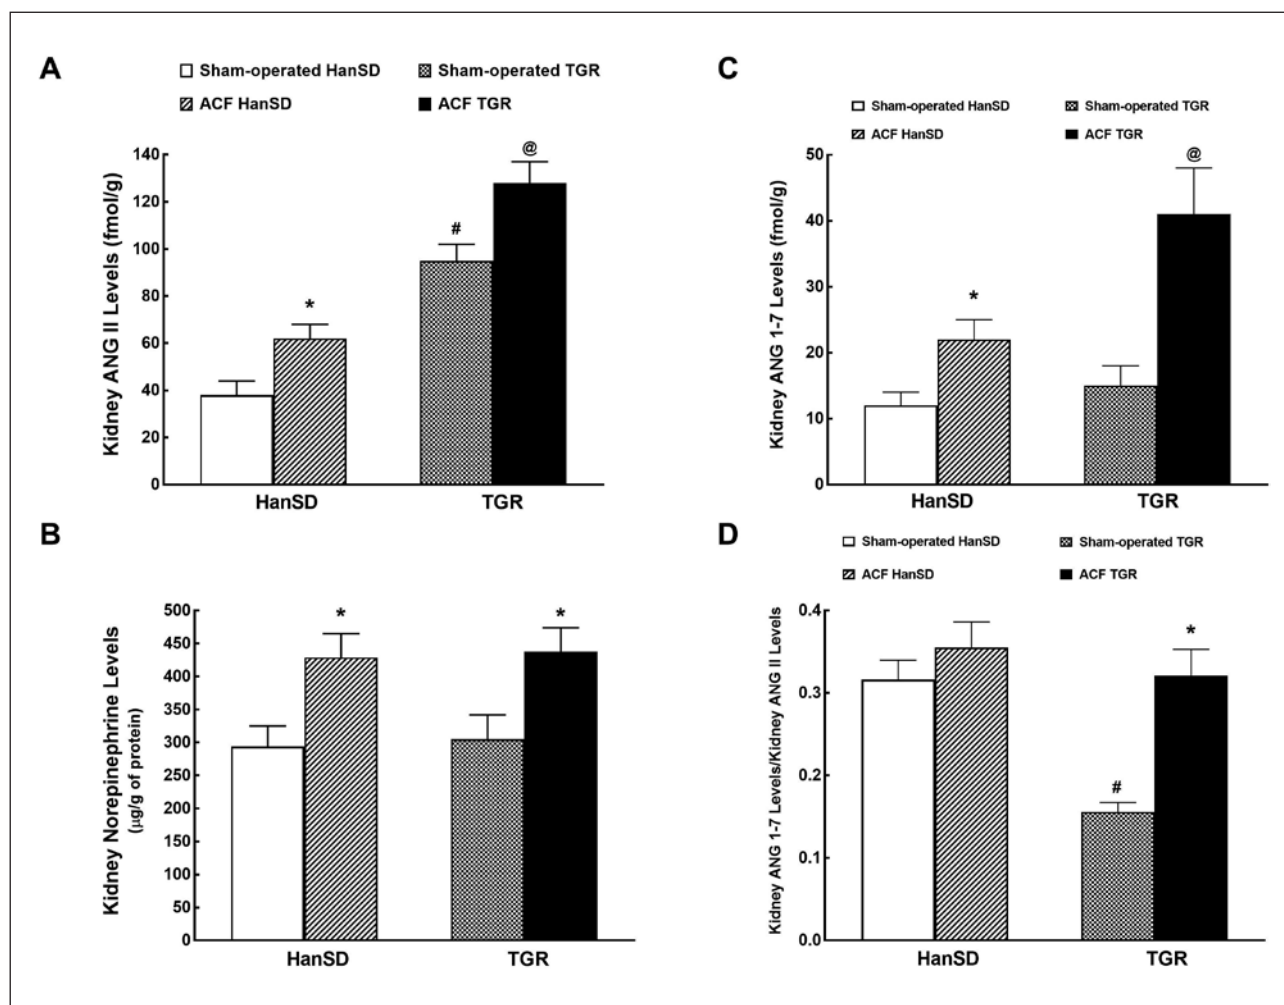 A
Sham-operated HanSD
Sham-operated TGR
ACF HanSD
ACF TGR
Kidney ANG II Levels (fmol/g)
140
120
100
80
60
40
20
0
*
#
@
HanSD
TGR
C
Sham-operated HanSD
Sham-operated TGR
ACF HanSD
ACF TGR
Kidney ANG 1-7 Levels (fmol/g)
50
40
30
20
10
0
*
@
HanSD
TGR
B
Kidney Norepinephrine Levels
(µg/g of protein)
500
450
400
350
300
250
200
150
100
50
0
*
*
HanSD
TGR
D
Sham-operated HanSD
Sham-operated TGR
ACF HanSD
ACF TGR
Kidney ANG 1-7 Levels/Kidney ANG II Levels
0.4
0.3
0.2
0.1
0.0
#
*
HanSD
TGR